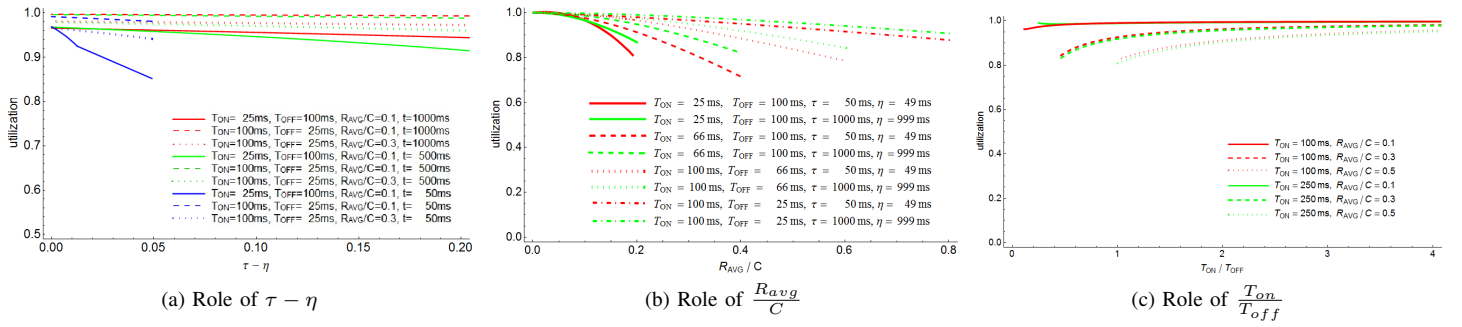 1.0
0.9
0.8
0.7
0.6
0.5
utilization
TON= 25ms, TOFF=100ms, RAVG/C=0.1, t=1000ms
TON=100ms, TOFF= 25ms, RAVG/C=0.1, t=1000ms
TON=100ms, TOFF= 25ms, RAVG/C=0.3, t=1000ms
TON= 25ms, TOFF=100ms, RAVG/C=0.1, t= 500ms
TON=100ms, TOFF= 25ms, RAVG/C=0.1, t= 500ms
TON=100ms, TOFF= 25ms, RAVG/C=0.3, t= 500ms
TON= 25ms, TOFF=100ms, RAVG/C=0.1, t= 50ms
TON=100ms, TOFF= 25ms, RAVG/C=0.1, t= 50ms
TON=100ms, TOFF= 25ms, RAVG/C=0.3, t= 50ms
0.00 0.05 0.10 0.15 0.20
τ − η
(a) Role of τ − η
1.0
0.8
0.6
0.4
0.2
0.0
utilization
TON = 25 ms, TOFF = 100 ms, τ = 50 ms, η = 49 ms
TON = 25 ms, TOFF = 100 ms, τ = 1000 ms, η = 999 ms
TON = 66 ms, TOFF = 100 ms, τ = 50 ms, η = 49 ms
TON = 66 ms, TOFF = 100 ms, τ = 1000 ms, η = 999 ms
TON = 100 ms, TOFF = 66 ms, τ = 50 ms, η = 49 ms
TON = 100 ms, TOFF = 66 ms, τ = 1000 ms, η = 999 ms
TON = 100 ms, TOFF = 25 ms, τ = 50 ms, η = 49 ms
TON = 100 ms, TOFF = 25 ms, τ = 1000 ms, η = 999 ms
0.0 0.2 0.4 0.6 0.8
RAVG / C
(b) Role of Ravg/C
1.0
0.8
0.6
0.4
0.2
0.0
utilization
TON = 100 ms, RAVG / C = 0.1
TON = 100 ms, RAVG / C = 0.3
TON = 100 ms, RAVG / C = 0.5
TON = 250 ms, RAVG / C = 0.1
TON = 250 ms, RAVG / C = 0.3
TON = 250 ms, RAVG / C = 0.5
0 1 2 3 4
TON / TOFF
(c) Role of Ton/Toff